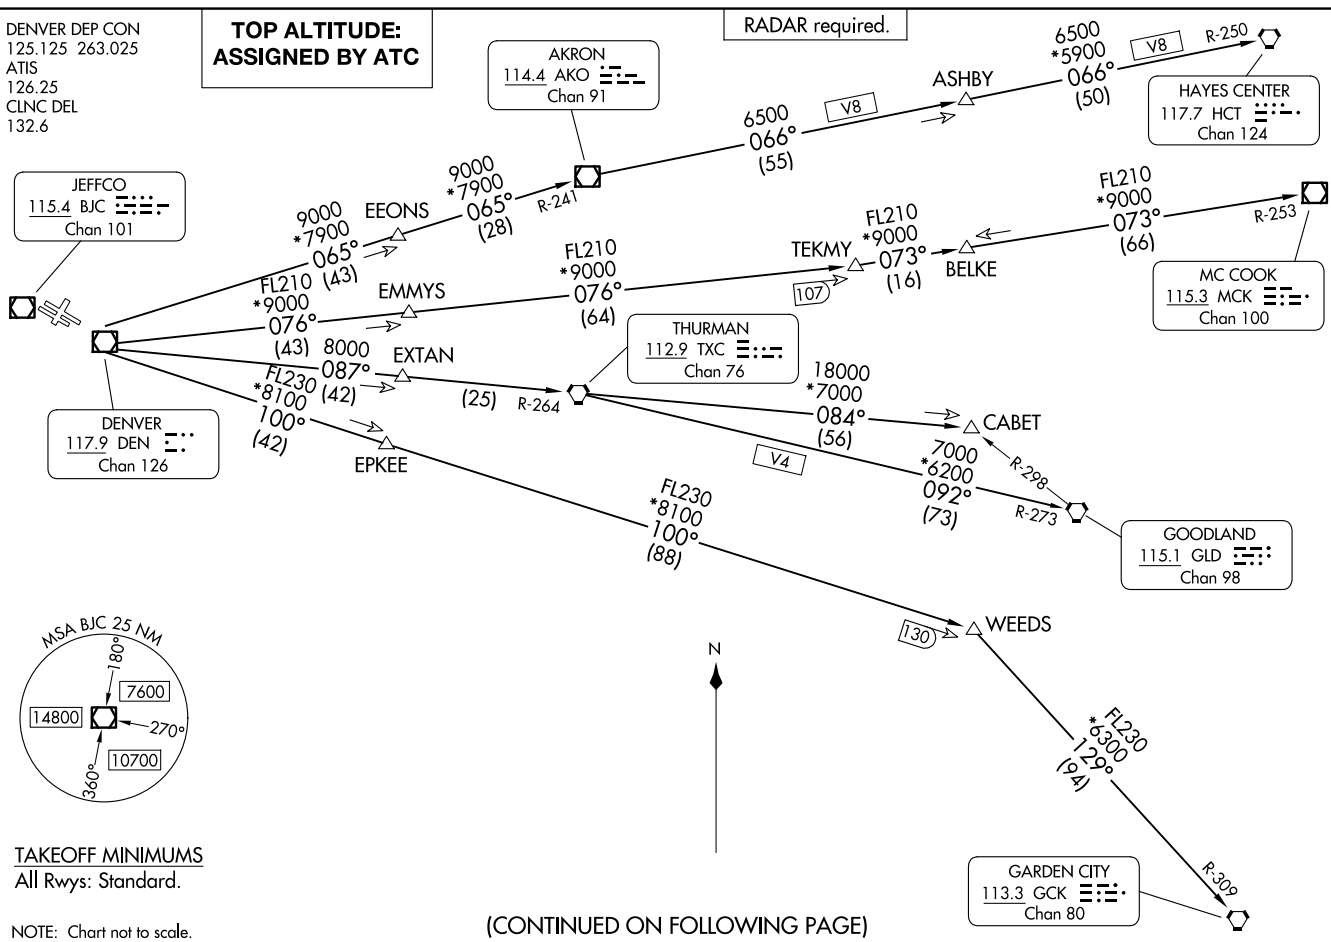 DENVER DEP CON
125.125 263.025
ATIS
126.25
CLNC DEL
132.6
TOP ALTITUDE:
ASSIGNED BY ATC
RADAR required.
AKRON
114.4 AKO
Chan 91
6500
*5900
066°
(50)
V8
R-250
HAYES CENTER
117.7 HCT
Chan 124
ASHBY
6500
066°
(55)
V8
JEFFCO
115.4 BJC
Chan 101
9000
*7900
065°
(43)
EEONS
9000
*7900
065°
(28)
R-241
FL210
*9000
076°
(43)
EMMYS
FL210
*9000
076°
(64)
TEKMY
107
FL210
*9000
073°
(16)
BELKE
FL210
*9000
073°
(66)
R-253
MC COOK
115.3 MCK
Chan 100
8000
087°
(42)
EXTAN
(25)
R-264
THURMAN
112.9 TXC
Chan 76
18000
*7000
084°
(56)
CABET
DENVER
117.9 DEN
Chan 126
FL230
*8100
100°
(42)
EPKEE
V4
7000
*6200
092°
(73)
R-298
R-273
GOODLAND
115.1 GLD
Chan 98
FL230
*8100
100°
(88)
130
WEEDS
MSA BJC 25 NM
180°
7600
14800
270°
10700
360°
N
FL230
*6300
129°
(94)
R-309
GARDEN CITY
113.3 GCK
Chan 80
TAKEOFF MINIMUMS
All Rwys: Standard.
NOTE: Chart not to scale.
(CONTINUED ON FOLLOWING PAGE)